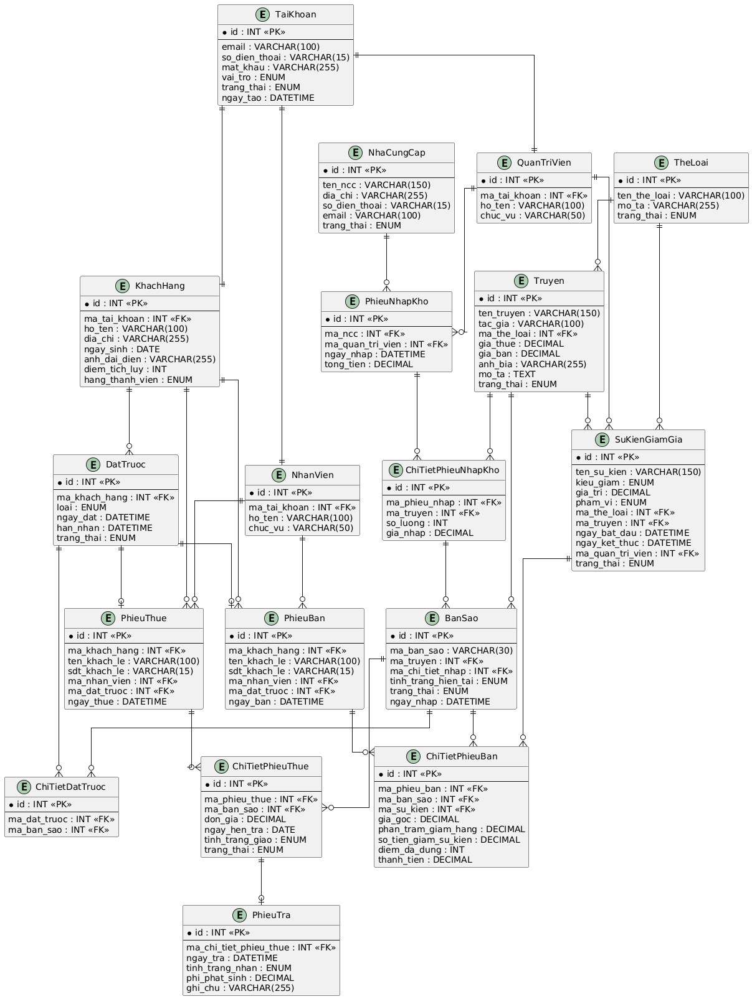 E TaiKhoan
* id : INT «PK»
email : VARCHAR(100)
so_dien_thoai : VARCHAR(15)
mat_khau : VARCHAR(255)
vai_tro : ENUM
trang_thai : ENUM
ngay_tao : DATETIME
E NhaCungCap
* id : INT «PK»
ten_ncc : VARCHAR(150)
dia_chi : VARCHAR(255)
so_dien_thoai : VARCHAR(15)
email : VARCHAR(100)
trang_thai : ENUM
E QuanTriVien
* id : INT «PK»
ma_tai_khoan : INT «FK»
ho_ten : VARCHAR(100)
chuc_vu : VARCHAR(50)
E TheLoai
* id : INT «PK»
ten_the_loai : VARCHAR(100)
mo_ta : VARCHAR(255)
trang_thai : ENUM
E KhachHang
* id : INT «PK»
ma_tai_khoan : INT «FK»
ho_ten : VARCHAR(100)
dia_chi : VARCHAR(255)
ngay_sinh : DATE
anh_dai_dien : VARCHAR(255)
diem_tich_luy : INT
hang_thanh_vien : ENUM
E PhieuNhapKho
* id : INT «PK»
ma_ncc : INT «FK»
ma_quan_tri_vien : INT «FK»
ngay_nhap : DATETIME
tong_tien : DECIMAL
E Truyen
* id : INT «PK»
ten_truyen : VARCHAR(150)
tac_gia : VARCHAR(100)
ma_the_loai : INT «FK»
gia_thue : DECIMAL
gia_ban : DECIMAL
anh_bia : VARCHAR(255)
mo_ta : TEXT
trang_thai : ENUM
E DatTruoc
* id : INT «PK»
ma_khach_hang : INT «FK»
loai : ENUM
ngay_dat : DATETIME
han_nhan : DATETIME
trang_thai : ENUM
E NhanVien
* id : INT «PK»
ma_tai_khoan : INT «FK»
ho_ten : VARCHAR(100)
chuc_vu : VARCHAR(50)
E ChiTietPhieuNhapKho
* id : INT «PK»
ma_phieu_nhap : INT «FK»
ma_truyen : INT «FK»
so_luong : INT
gia_nhap : DECIMAL
E SuKienGiamGia
* id : INT «PK»
ten_su_kien : VARCHAR(150)
kieu_giam : ENUM
gia_tri : DECIMAL
pham_vi : ENUM
ma_the_loai : INT «FK»
ma_truyen : INT «FK»
ngay_bat_dau : DATETIME
ngay_ket_thuc : DATETIME
ma_quan_tri_vien : INT «FK»
trang_thai : ENUM
E PhieuThue
* id : INT «PK»
ma_khach_hang : INT «FK»
ten_khach_le : VARCHAR(100)
sdt_khach_le : VARCHAR(15)
ma_nhan_vien : INT «FK»
ma_dat_truoc : INT «FK»
ngay_thue : DATETIME
E PhieuBan
* id : INT «PK»
ma_khach_hang : INT «FK»
ten_khach_le : VARCHAR(100)
sdt_khach_le : VARCHAR(15)
ma_nhan_vien : INT «FK»
ma_dat_truoc : INT «FK»
ngay_ban : DATETIME
E BanSao
* id : INT «PK»
ma_ban_sao : VARCHAR(30)
ma_truyen : INT «FK»
ma_chi_tiet_nhap : INT «FK»
tinh_trang_hien_tai : ENUM
trang_thai : ENUM
ngay_nhap : DATETIME
E ChiTietDatTruoc
* id : INT «PK»
ma_dat_truoc : INT «FK»
ma_ban_sao : INT «FK»
E ChiTietPhieuThue
* id : INT «PK»
ma_phieu_thue : INT «FK»
ma_ban_sao : INT «FK»
don_gia : DECIMAL
ngay_hen_tra : DATE
tinh_trang_giao : ENUM
trang_thai : ENUM
E ChiTietPhieuBan
* id : INT «PK»
ma_phieu_ban : INT «FK»
ma_ban_sao : INT «FK»
ma_su_kien : INT «FK»
gia_goc : DECIMAL
phan_tram_giam_hang : DECIMAL
so_tien_giam_su_kien : DECIMAL
diem_da_dung : INT
thanh_tien : DECIMAL
E PhieuTra
* id : INT «PK»
ma_chi_tiet_phieu_thue : INT «FK»
ngay_tra : DATETIME
tinh_trang_nhan : ENUM
phi_phat_sinh : DECIMAL
ghi_chu : VARCHAR(255)